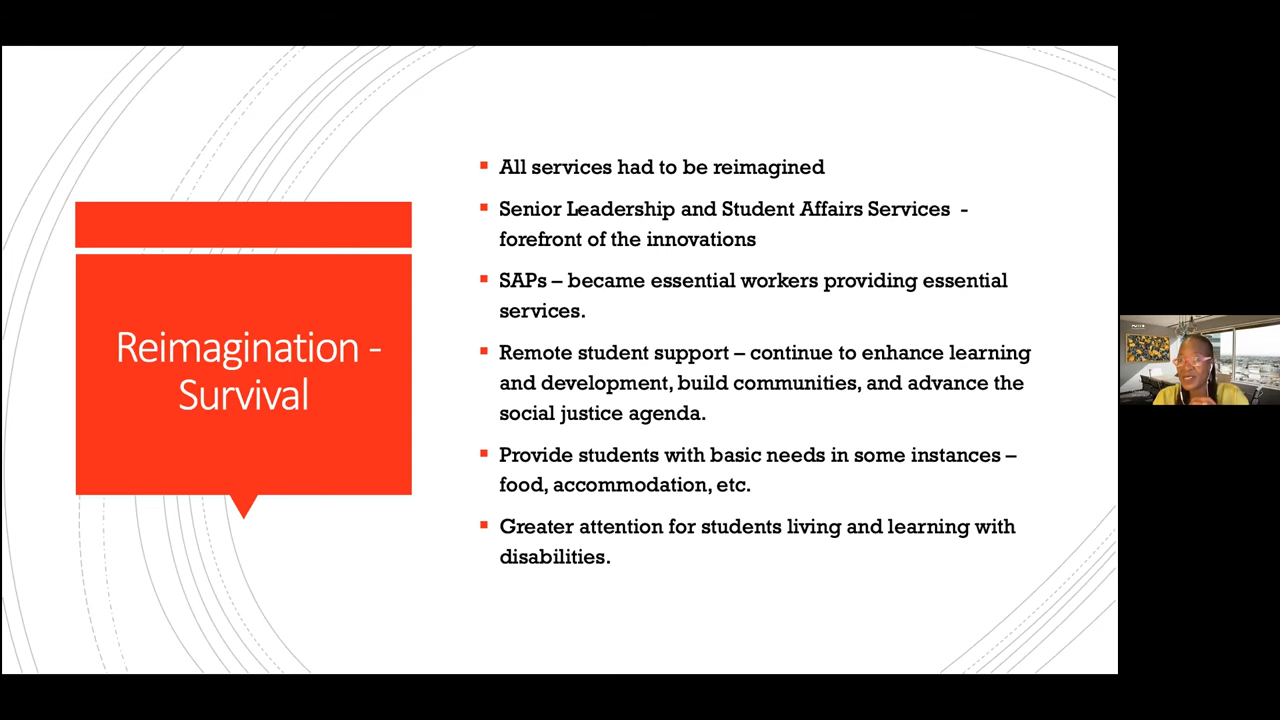 Reimagination -
Survival
▪ All services had to be reimagined
▪ Senior Leadership and Student Affairs Services -
forefront of the innovations
▪ SAPs – became essential workers providing essential
services.
▪ Remote student support – continue to enhance learning
and development, build communities, and advance the
social justice agenda.
▪ Provide students with basic needs in some instances –
food, accommodation, etc.
▪ Greater attention for students living and learning with
disabilities.